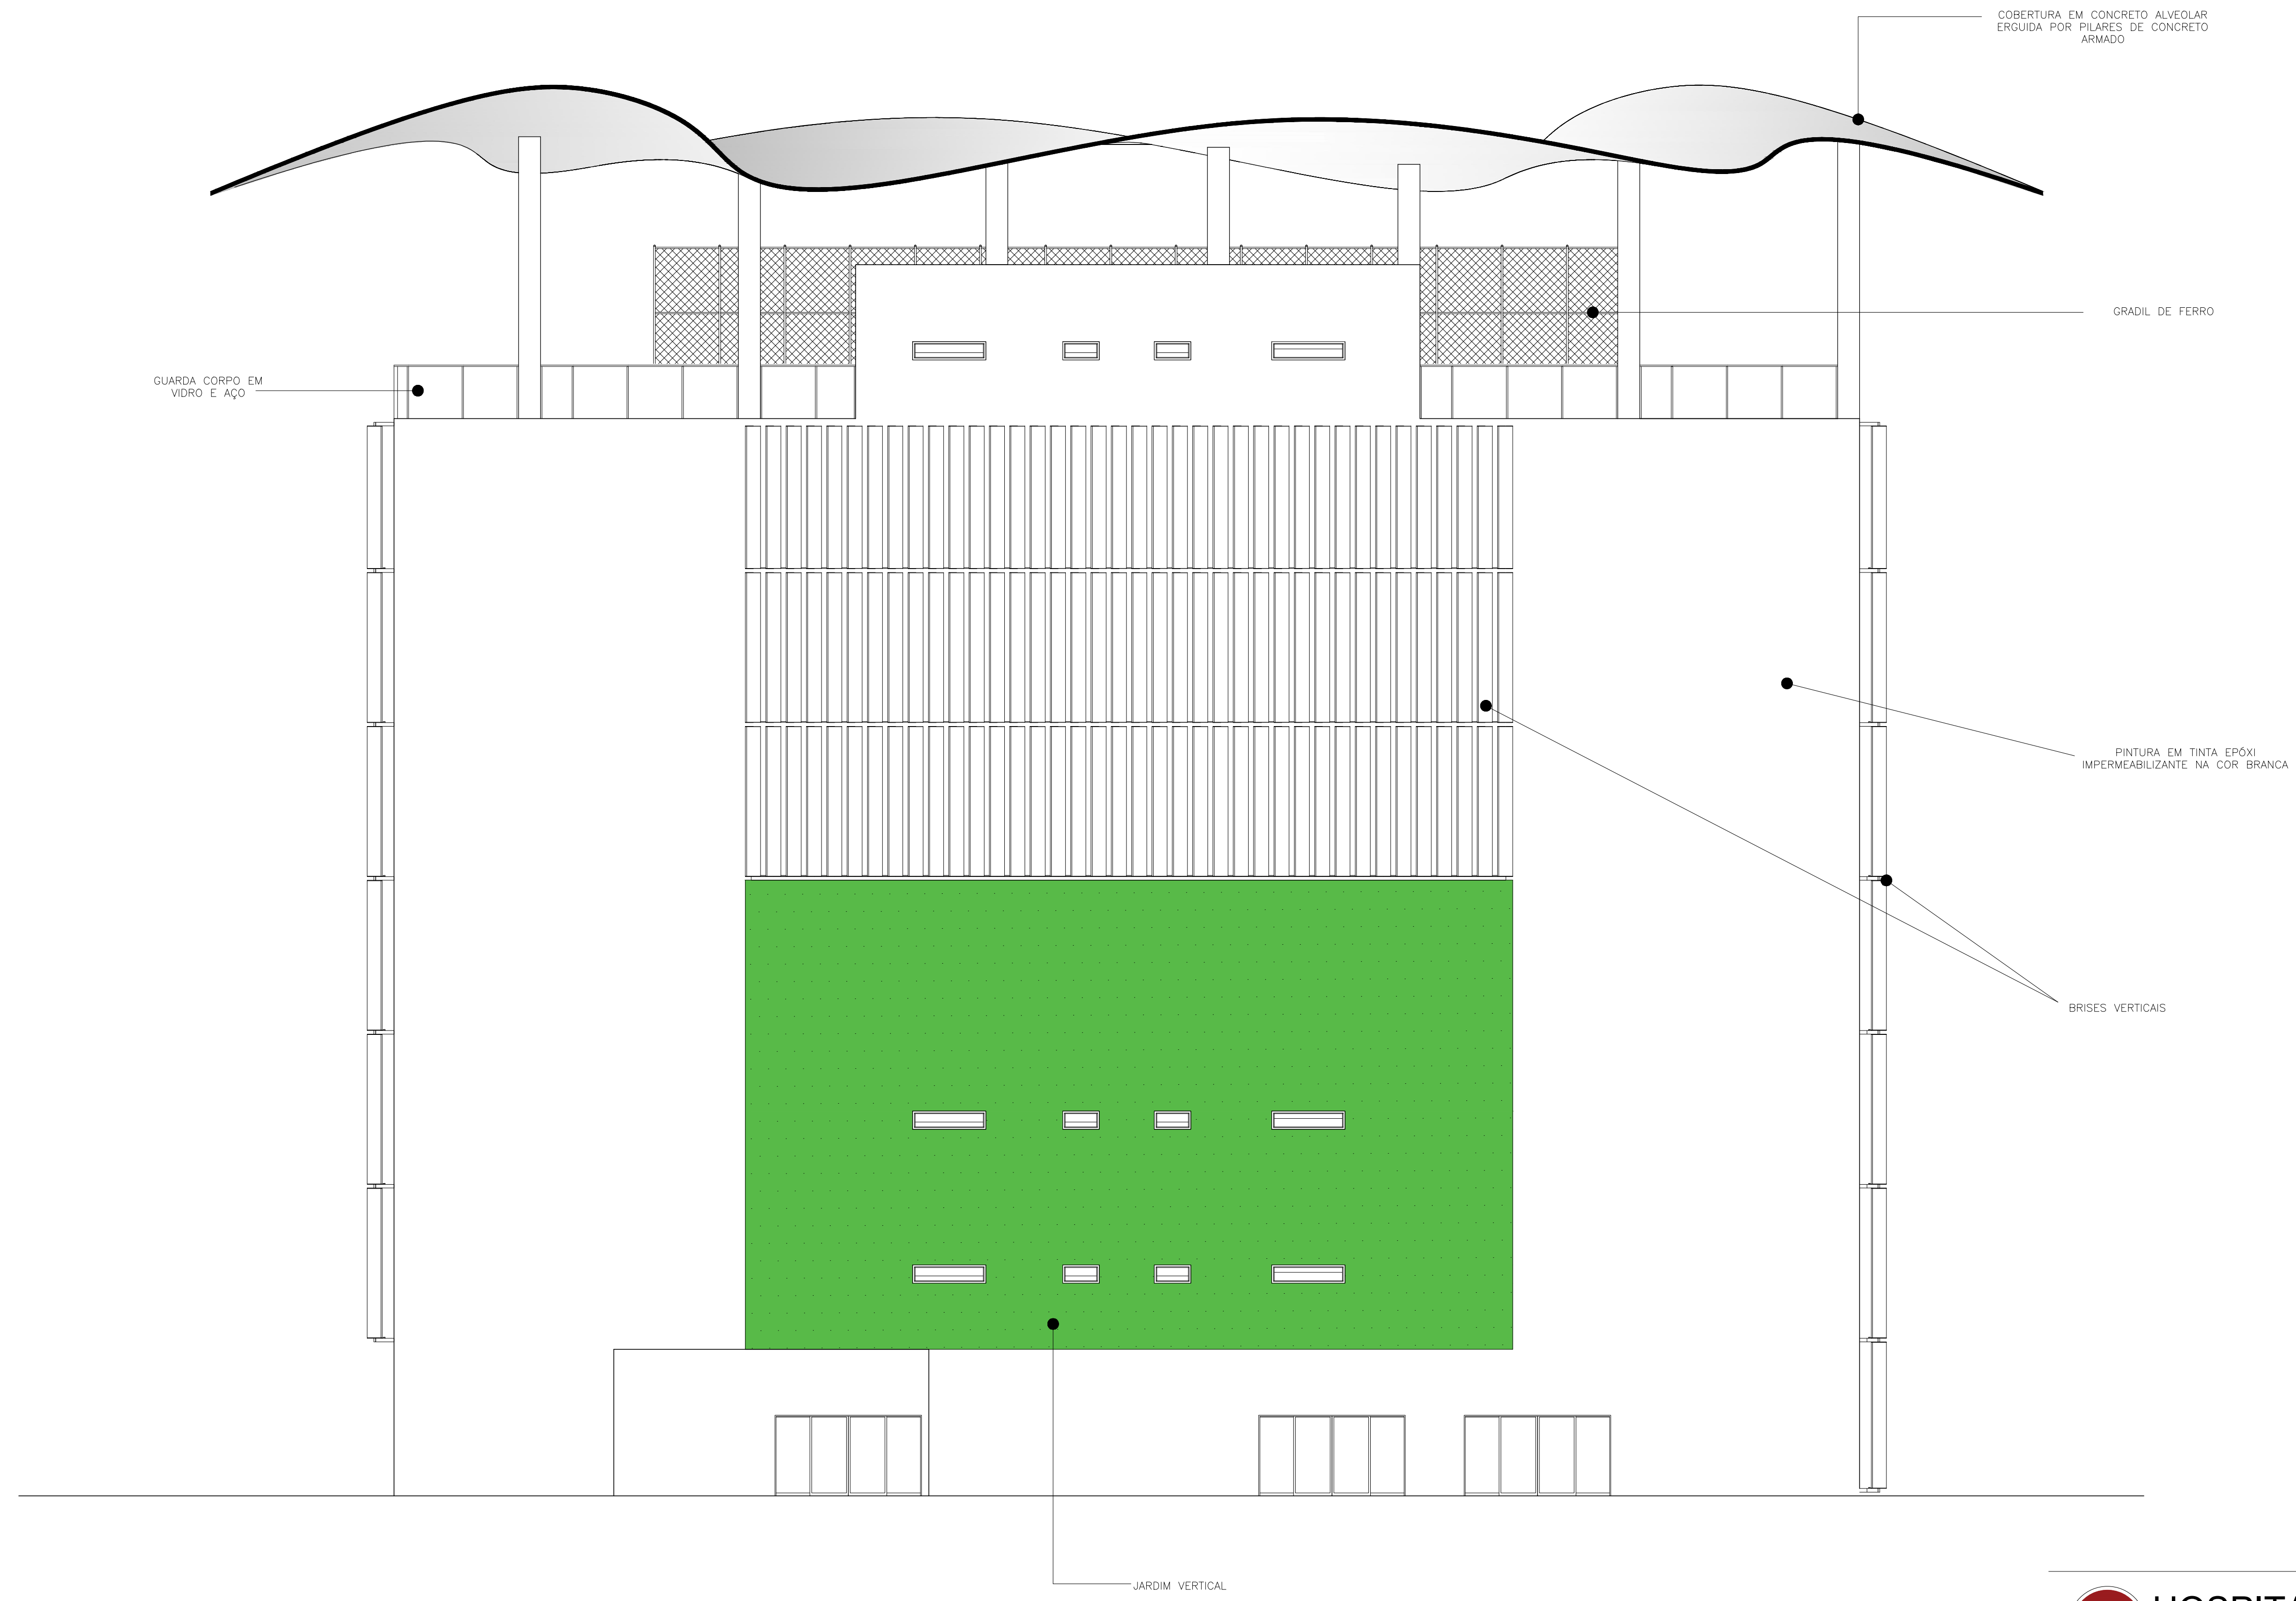 COBERTURA EM CONCRETO ALVEOLAR
ERGUIDA POR PILARES DE CONCRETO
ARMADO
GRADIL DE FERRO
GUARDA CORPO EM
VIDRO E AÇO
PINTURA EM TINTA EPÓXI
IMPERMEABILIZANTE NA COR BRANCA
BRISES VERTICAIS
JARDIM VERTICAL